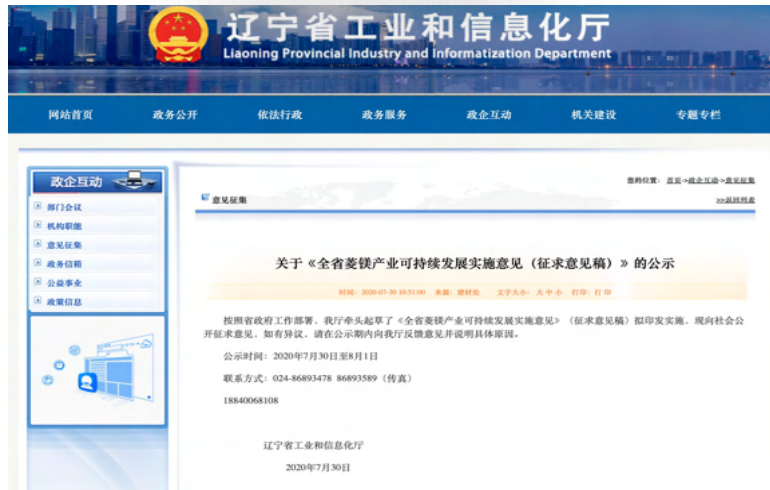 辽宁省工业和信息化厅
Liaoning Provincial Industry and Informatization Department
网站首页 政务公开 依法行政 政务服务 政企互动 机关建设 专题专栏
政企互动
部门会议
机构职能
意见征集
政务信箱
公益事业
政策信息
您的位置： 首页->政企互动->意见征集
意见征集
>>返回列表
关于《全省菱镁产业可持续发展实施意见（征求意见稿）》的公示
时间：2020-07-30 10:51:00 来源：建材处 文字大小：大 中 小 打印：打 印
按照省政府工作部署，我厅牵头起草了《全省菱镁产业可持续发展实施意见》（征求意见稿）拟印发实施，现向社会公
开征求意见，如有异议，请在公示期内向我厅反馈意见并说明具体原因。
公示时间：2020年7月30日至8月1日
联系方式：024-86893478 86893589（传真）
18840068108
辽宁省工业和信息化厅
2020年7月30日